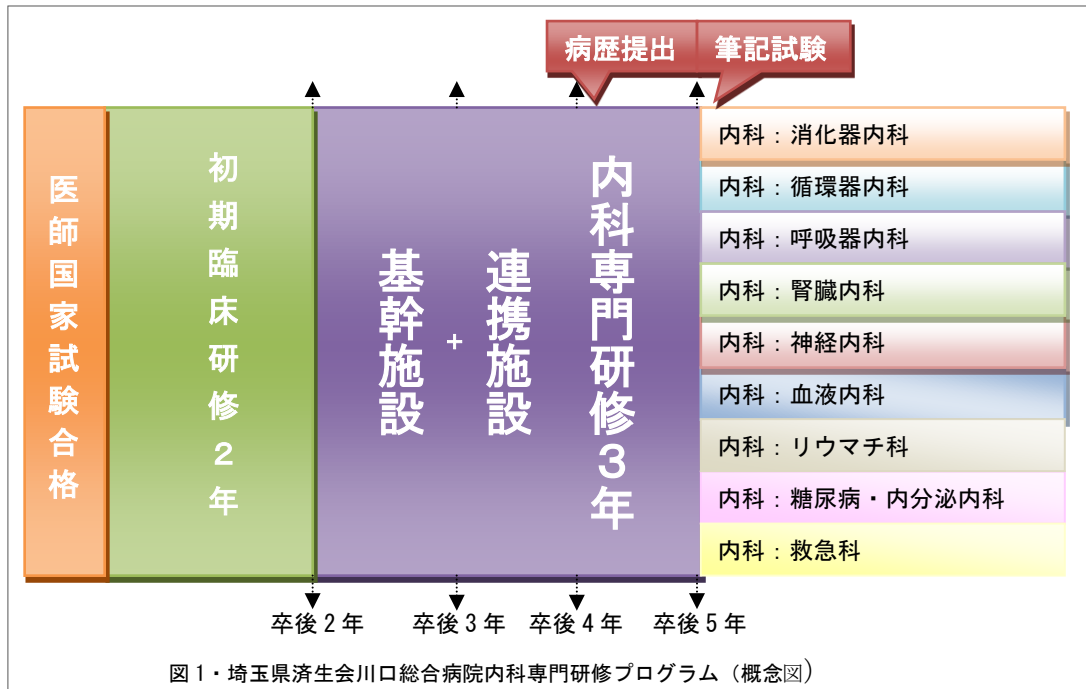 病歴提出
筆記試験
医師国家試験合格
初期臨床研修２年
基幹施設
+
連携施設
内科専門研修３年
内科：消化器内科
内科：循環器内科
内科：呼吸器内科
内科：腎臓内科
内科：神経内科
内科：血液内科
内科：リウマチ科
内科：糖尿病・内分泌内科
内科：救急科
卒後２年
卒後３年
卒後４年
卒後５年
図１・埼玉県済生会川口総合病院内科専門研修プログラム（概念図)